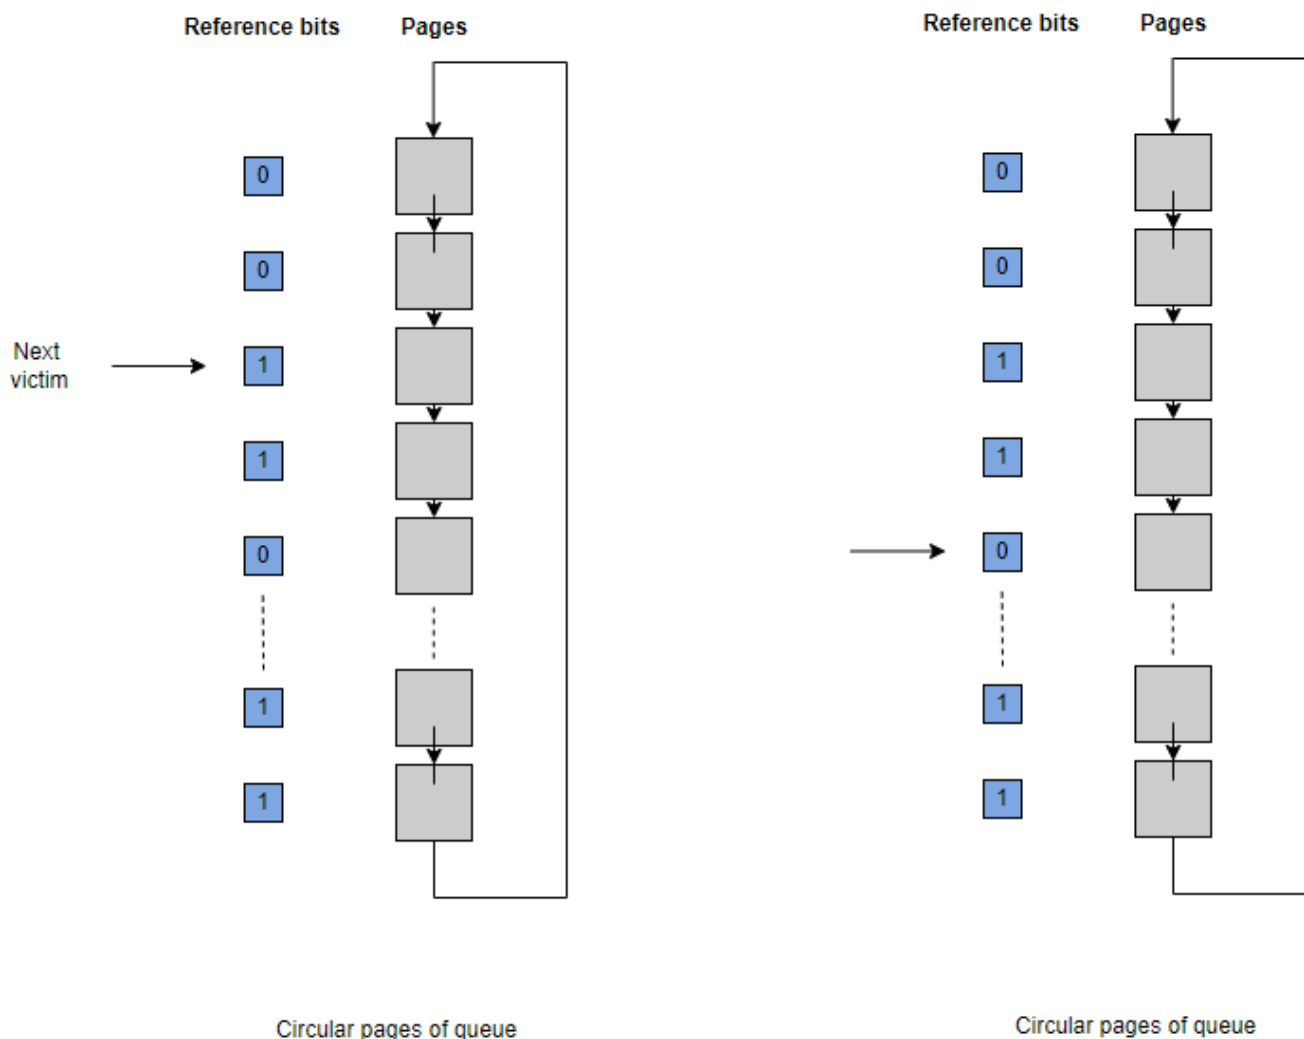 Reference bits Pages
0
0
Next
victim
1
1
0
1
1
Circular pages of queue
Reference bits Pages
0
0
1
1
0
1
1
Circular pages of queue